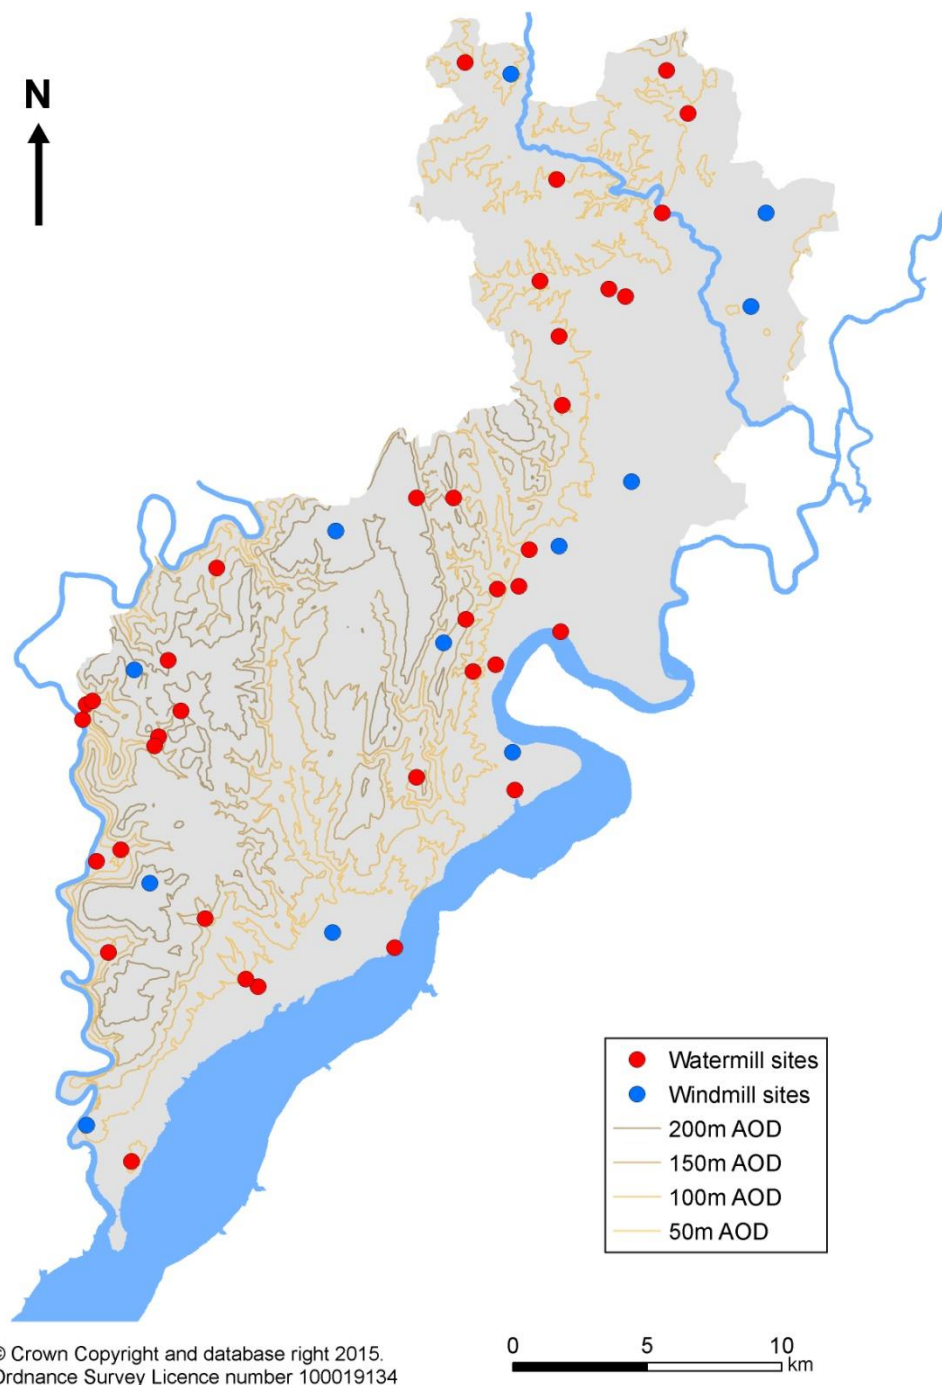 N
Watermill sites
Windmill sites
200m AOD
150m AOD
100m AOD
50m AOD
0 5 10
km
© Crown Copyright and database right 2015.
Ordnance Survey Licence number 100019134